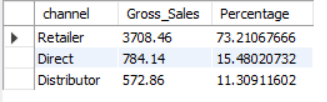 channel Gross_Sales Percentage
Retailer 3708.46 73.21067666
Direct 784.14 15.48020732
Distributor 572.86 11.30911602